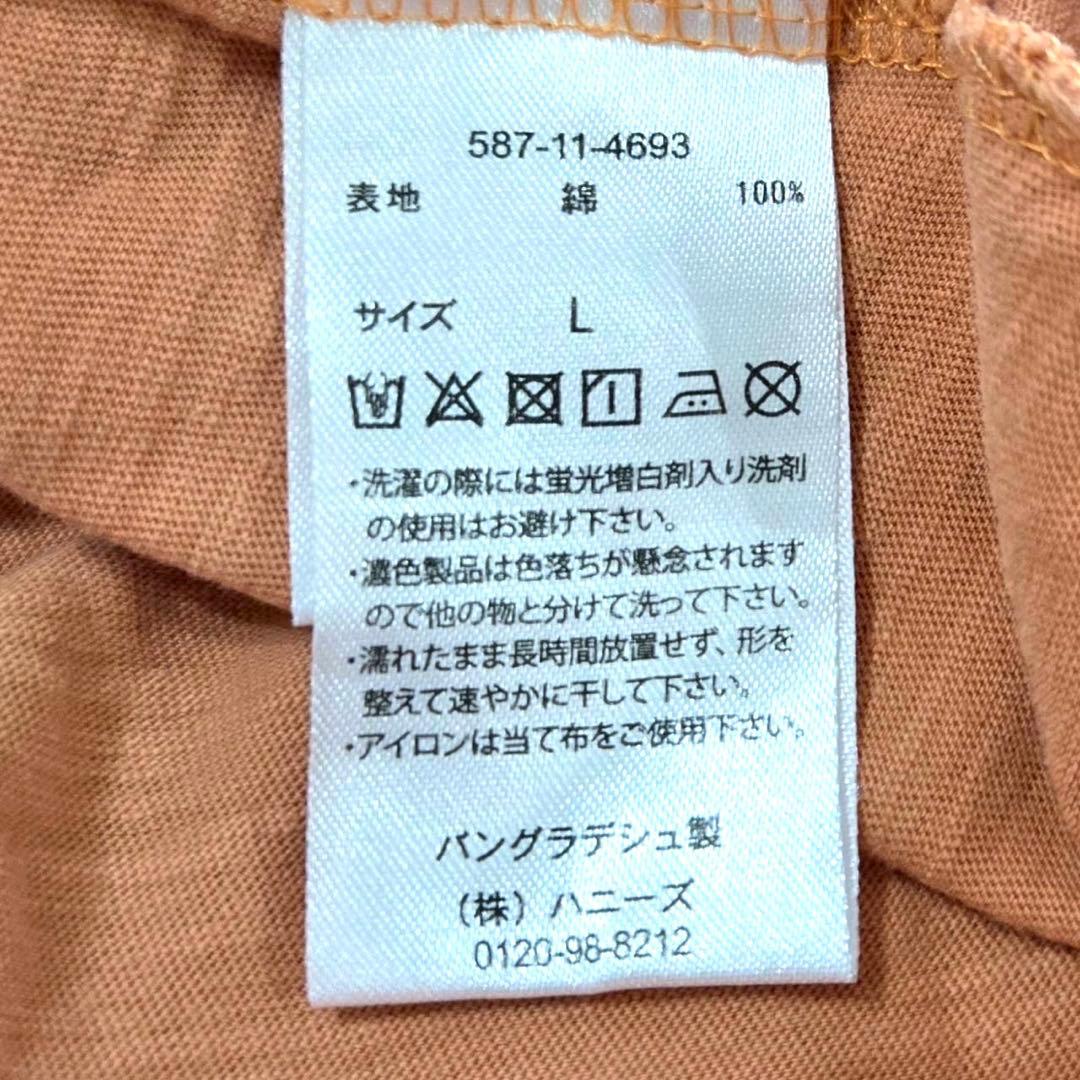 587-11-4693
表地 綿 100%
サイズ L
・洗濯の際には蛍光増白剤入り洗剤
の使用はお避け下さい。
・濃色製品は色落ちが懸念されます
ので他の物と分けて洗って下さい。
・濡れたまま長時間放置せず、形を
整えて速やかに干して下さい。
・アイロンは当て布をご使用下さい。
バングラデシュ製
（株）ハニーズ
0120-98-8212